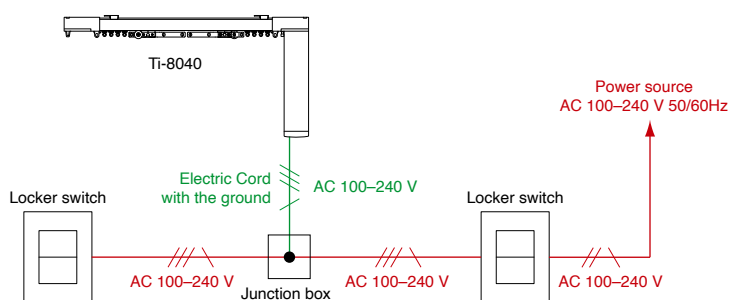 Ti-8040
Power source
AC 100–240 V 50/60Hz
Electric Cord
with the ground
AC 100–240 V
Locker switch
Locker switch
AC 100–240 V
Junction box
AC 100–240 V
AC 100–240 V